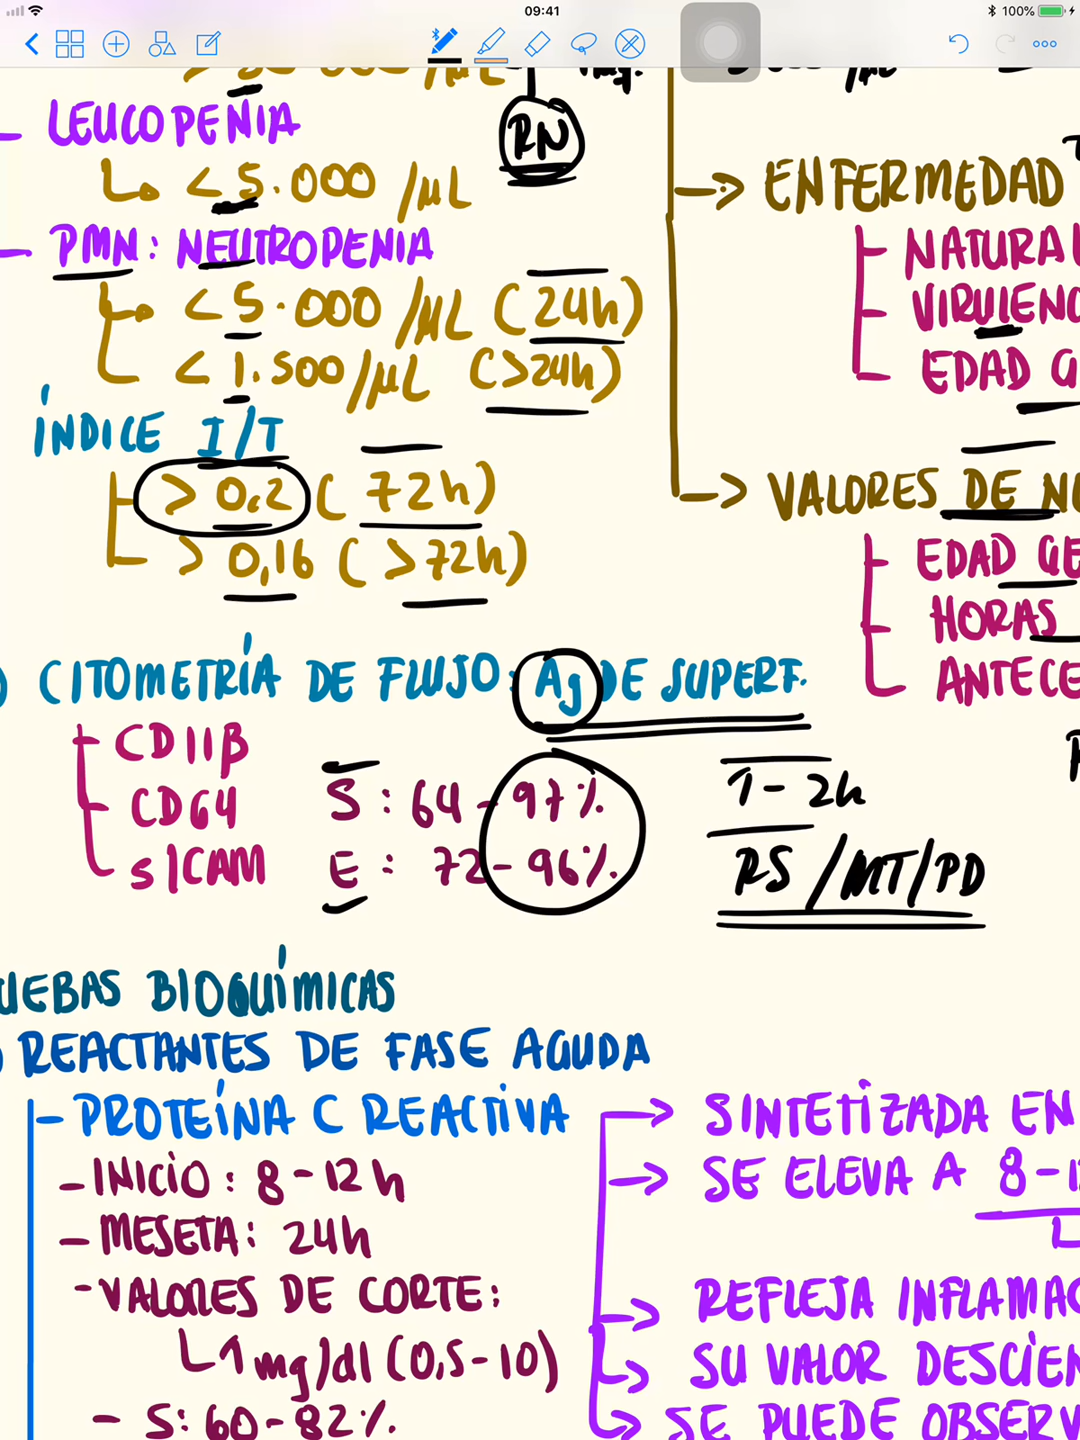 09:41
100%
RN
- LEUCOPENIA
< 5.000 /μL
- PMN: NEUTROPENIA
< 5.000 /μL (24h)
< 1.500/μL (>24h)
ÍNDICE I/T
> 0,2 ( 72h)
> 0,16 ( >72h)
CITOMETRÍA DE FLUJO: Ag DE SUPERF.
CD11β
CD64
sICAM
S: 64-97%
E: 72-96%
1-2h
RS/MT/PD
UEBAS BIOQUÍMICAS
REACTANTES DE FASE AGUDA
- PROTEÍNA C REACTIVA
- INICIO: 8-12h
- MESETA: 24h
- VALORES DE CORTE:
1mg/dl (0,5-10)
- S: 60-82%
-> ENFERMEDAD
NATURAL
VIRULENC
EDAD G
-> VALORES DE N
EDAD GE
HORAS
ANTECE
-> SINTETIZADA EN
-> SE ELEVA A 8-1
-> REFLEJA INFLAMAC
-> SU VALOR DESCIEN
-> SE PUEDE OBSERV